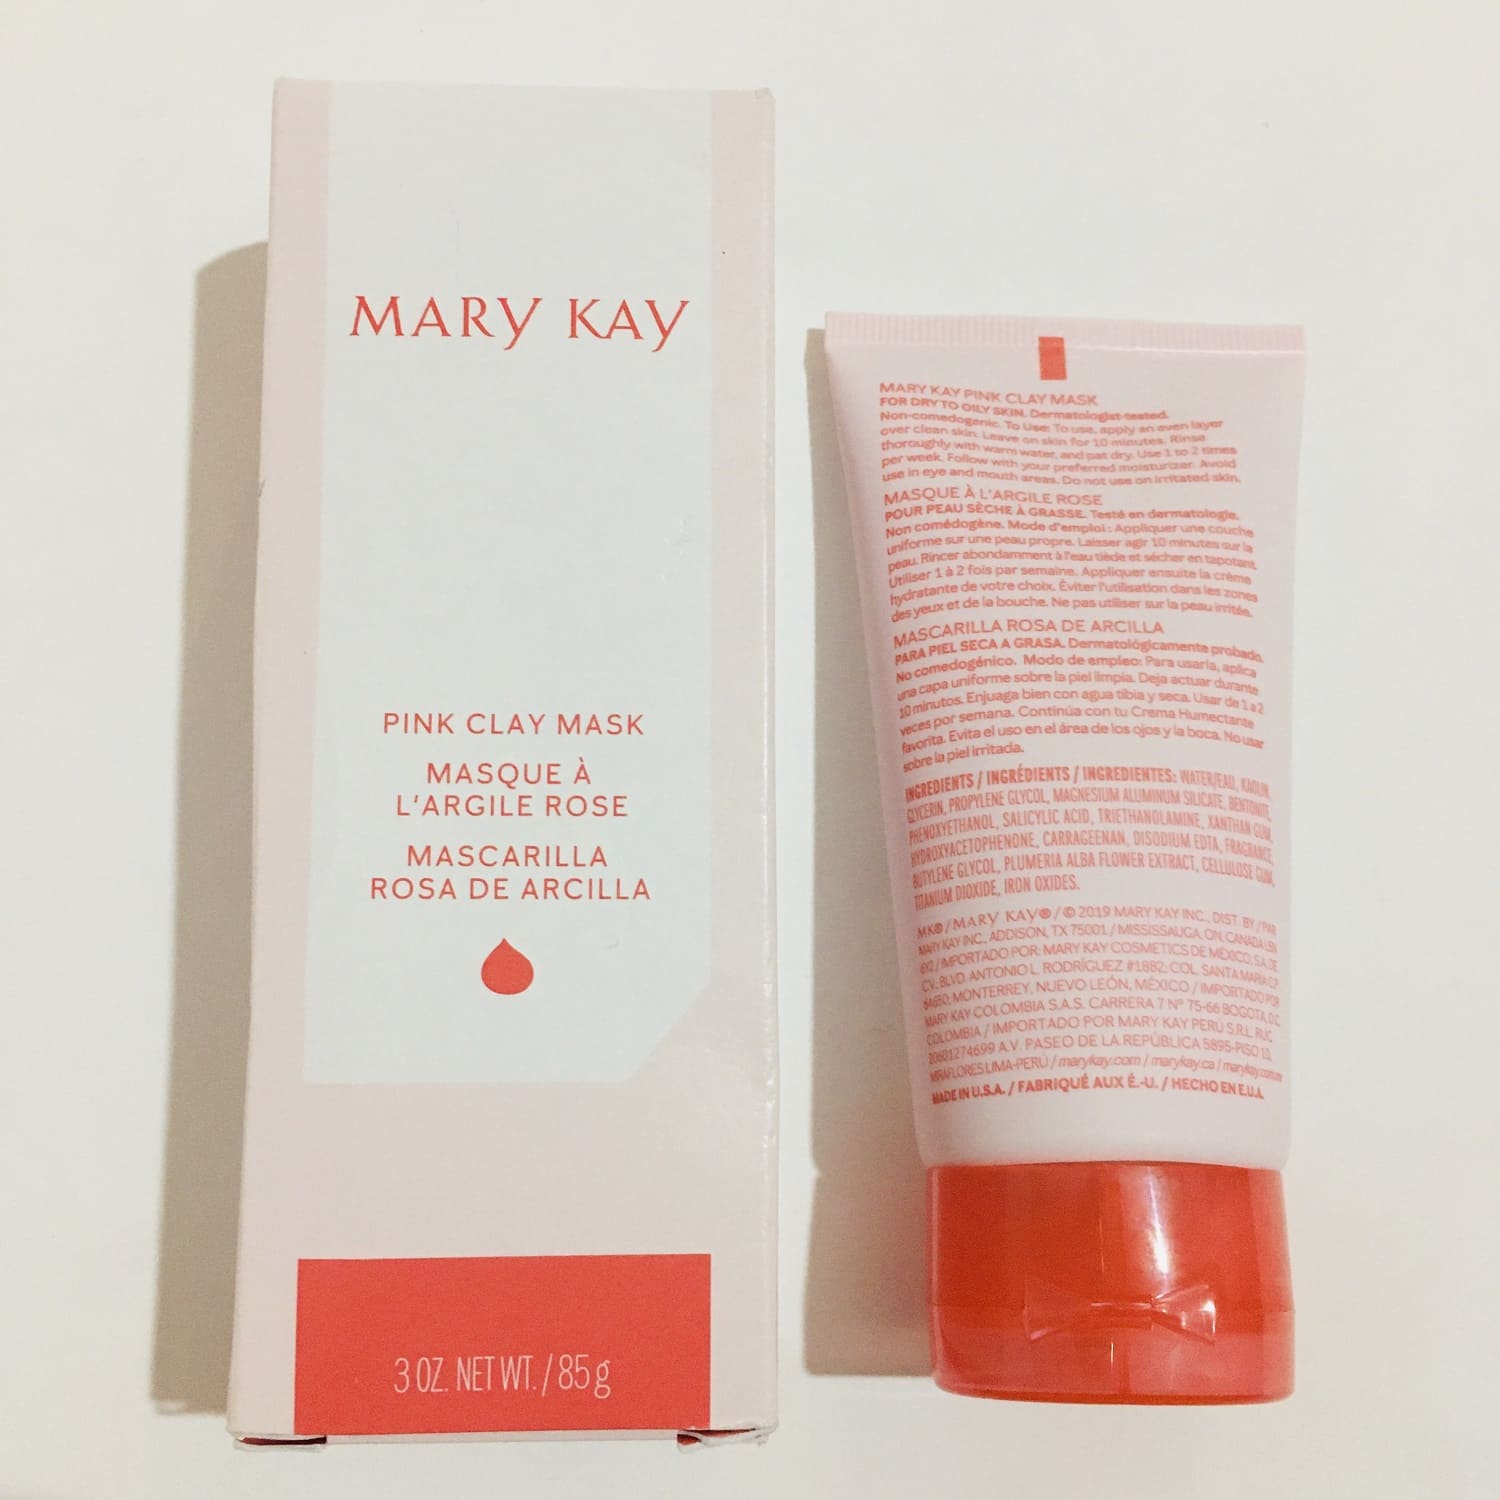 MARY KAY
PINK CLAY MASK
MASQUE À
L'ARGILE ROSE
MASCARILLA
ROSA DE ARCILLA
3 OZ. NET WT. / 85 g
MARY KAY PINK CLAY MASK
FOR DRY TO OILY SKIN. Dermatologist-tested.
Non-comedogenic. To Use: To use, apply an even layer
over clean skin. Leave on skin for 10 minutes. Rinse
thoroughly with warm water, and pat dry. Use 1 to 2 times
per week. Follow with your preferred moisturizer. Avoid
use in eye and mouth areas. Do not use on irritated skin.
MASQUE À L'ARGILE ROSE
POUR PEAU SÈCHE À GRASSE. Testé en dermatologie.
Non comédogène. Mode d'emploi : Appliquer une couche
uniforme sur une peau propre. Laisser agir 10 minutes sur la
peau. Rincer abondamment à l'eau tiède et sécher en tapotant.
Utiliser 1 à 2 fois par semaine. Appliquer ensuite la crème
hydratante de votre choix. Éviter l'utilisation dans les zones
des yeux et de la bouche. Ne pas utiliser sur la peau irritée.
MASCARILLA ROSA DE ARCILLA
PARA PIEL SECA A GRASA. Dermatológicamente probado.
No comedogénico. Modo de empleo: Para usarla, aplica
una capa uniforme sobre la piel limpia. Deja actuar durante
10 minutos. Enjuaga bien con agua tibia y seca. Usar de 1 a 2
veces por semana. Continúa con tu Crema Humectante
favorita. Evita el uso en el área de los ojos y la boca. No usar
sobre la piel irritada.
INGREDIENTS / INGRÉDIENTS / INGREDIENTES: WATER/EAU, KAOLIN,
GLYCERIN, PROPYLENE GLYCOL, MAGNESIUM ALUMINUM SILICATE, BENTONITE,
PHENOXYETHANOL, SALICYLIC ACID, TRIETHANOLAMINE, XANTHAN GUM,
HYDROXYACETOPHENONE, CARRAGEENAN, DISODIUM EDTA, FRAGRANCE,
BUTYLENE GLYCOL, PLUMERIA ALBA FLOWER EXTRACT, CELLULOSE GUM,
TITANIUM DIOXIDE, IRON OXIDES.
MK® / MARY KAY® / © 2019 MARY KAY INC., DIST. BY / PAR
MARY KAY INC., ADDISON, TX 75001 / MISSISSAUGA, ON, CANADA L5N
6Y2 / IMPORTADO POR: MARY KAY COSMETICS DE MÉXICO, S.A. DE
C.V.; BLVD. ANTONIO L. RODRÍGUEZ #1882; COL. SANTA MARÍA C.P.
64650; MONTERREY, NUEVO LEÓN, MÉXICO / IMPORTADO POR
MARY KAY COLOMBIA S.A.S. CARRERA 7 N° 75-66 BOGOTA, D.C.
COLOMBIA / IMPORTADO POR MARY KAY PERÚ S.R.L. RUC
20601274699 A.V. PASEO DE LA REPÚBLICA 5895-PISO 10,
MIRAFLORES LIMA-PERÚ / marykay.com / marykay.ca / marykay.com.mx
MADE IN U.S.A. / FABRIQUÉ AUX É.-U. / HECHO EN E.U.A.